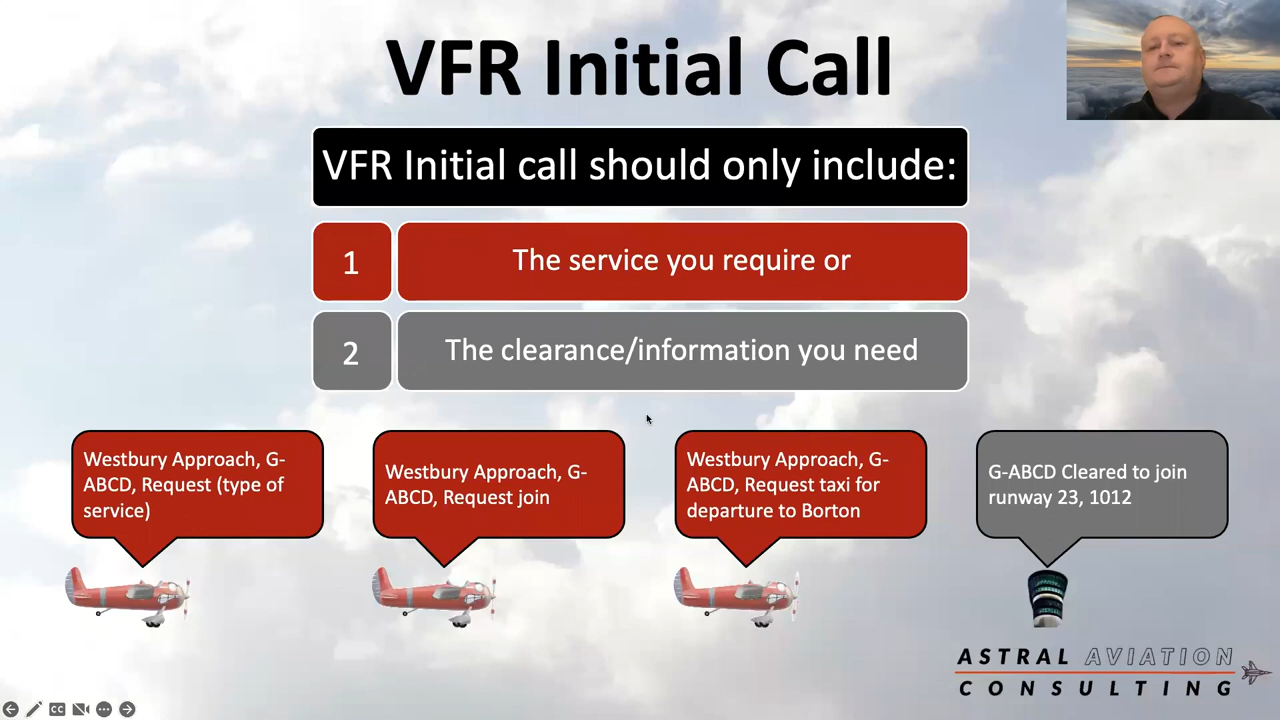 VFR Initial Call
VFR Initial call should only include:
1
The service you require or
2
The clearance/information you need
Westbury Approach, G-
ABCD, Request (type of
service)
Westbury Approach, G-
ABCD, Request join
Westbury Approach, G-
ABCD, Request taxi for
departure to Borton
G-ABCD Cleared to join
runway 23, 1012
ASTRAL AVIATION
CONSULTING
CC